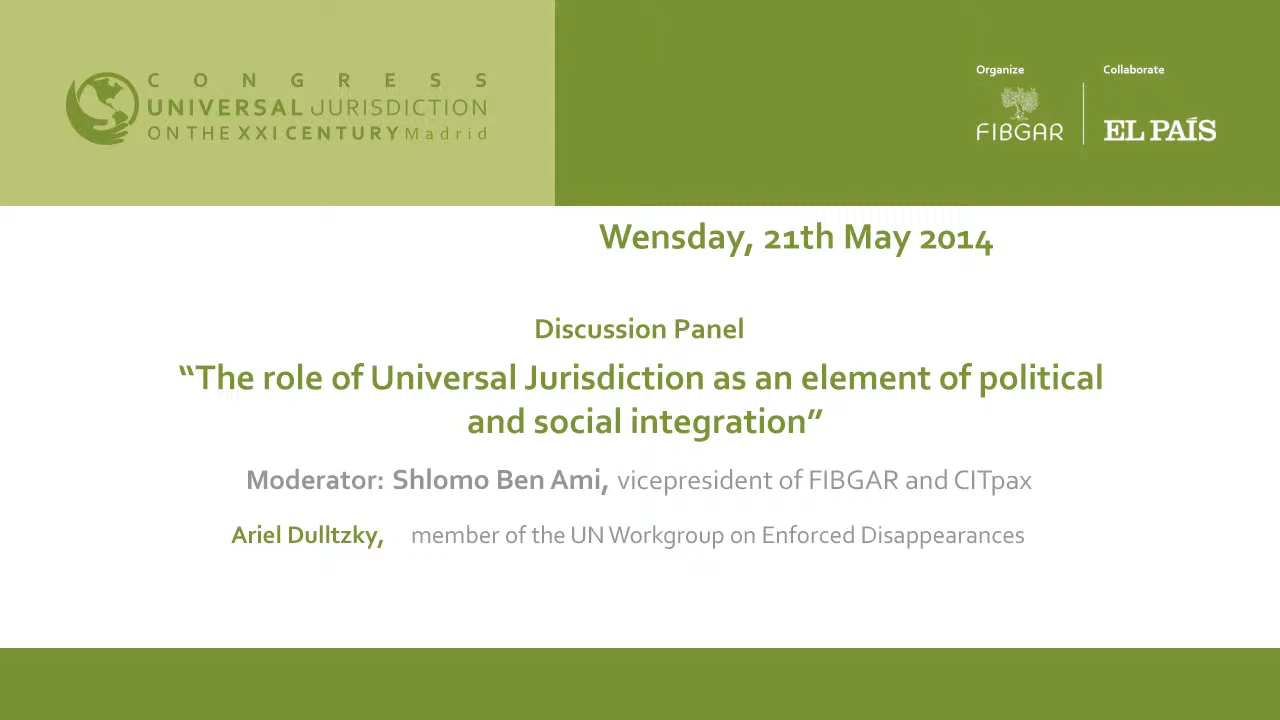 CONGRESS
UNIVERSAL JURISDICTION
ON THE XXI CENTURY Madrid
Organize
FIBGAR
Collaborate
EL PAÍS
Wensday, 21th May 2014
Discussion Panel
“The role of Universal Jurisdiction as an element of political
and social integration”
Moderator: Shlomo Ben Ami, vicepresident of FIBGAR and CITpax
Ariel Dulltzky, member of the UN Workgroup on Enforced Disappearances